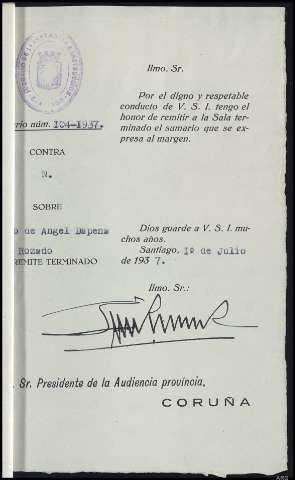 Ilmo. Sr.
Por el digno y respetable
conducto de V. S. I. tengo el
honor de remitir a la Sala ter-
minado el sumario que se ex-
presa al margen.
rio núm. 104-1937.
CONTRA
N.
SOBRE
o de Angel Dapena
Rozado
REMITE TERMINADO
Dios guarde a V. S. I. mu-
chos años.
Santiago, 1º de Julio
de 1937.
Ilmo. Sr.:
. Sr. Presidente de la Audiencia provincia.
CORUÑA